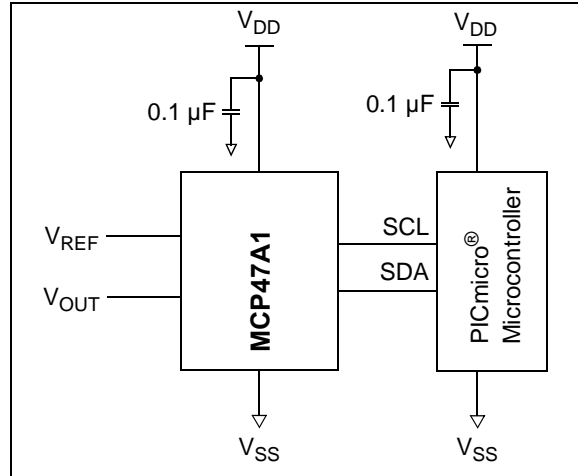 VDD
VDD
0.1 µF
0.1 µF
VREF
VOUT
MCP47A1
SCL
SDA
PICmicro®
Microcontroller
VSS
VSS